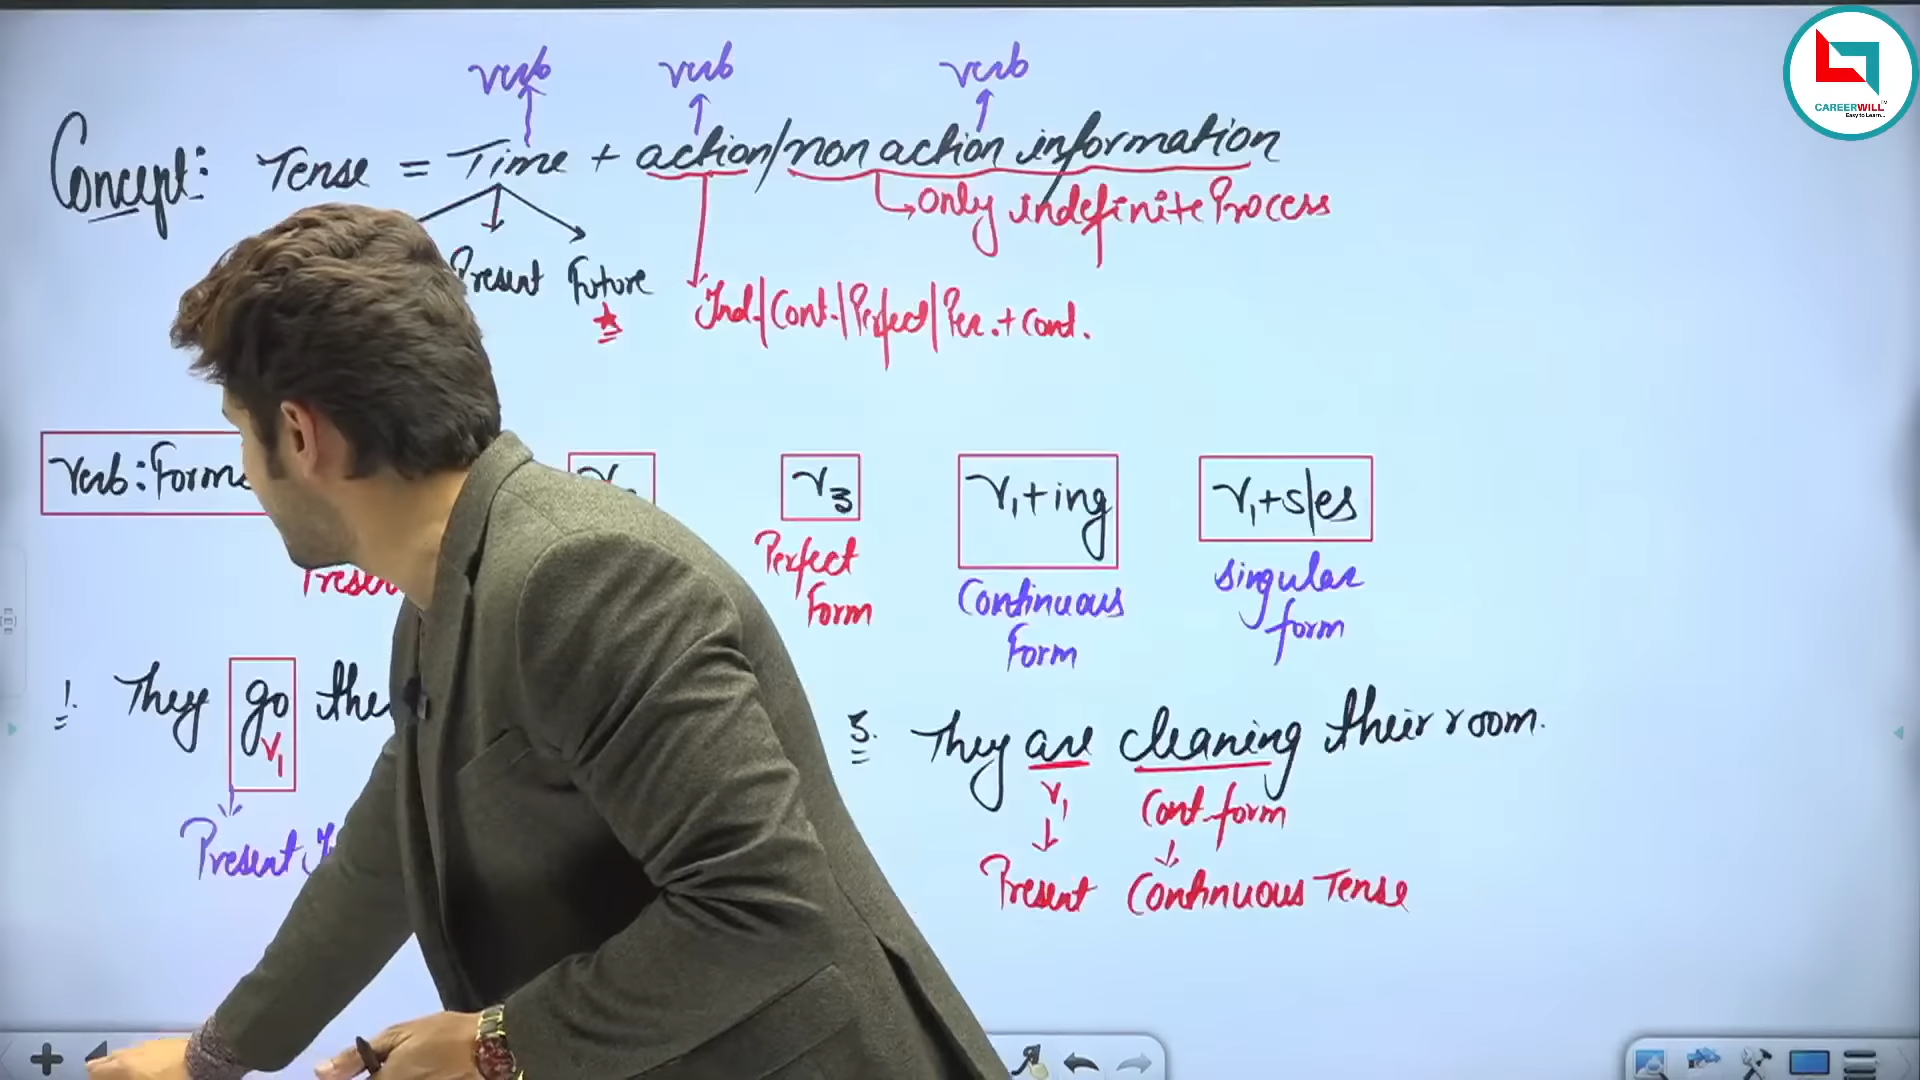 verb verb verb
Concept: Tense = Time + action/non action information
↳ only indefinite Process
Present Future
Ind./Cont./Perfect/Per.+Cont.
verb: Forms V3 V1+ing V1+s/es
Present
Perfect Form
Continuous Form
Singular form
1. They go
V1
Present
3. They are cleaning their room.
V1 Cont. form
Present Continuous Tense
CAREERWILL
Easy to Learn...